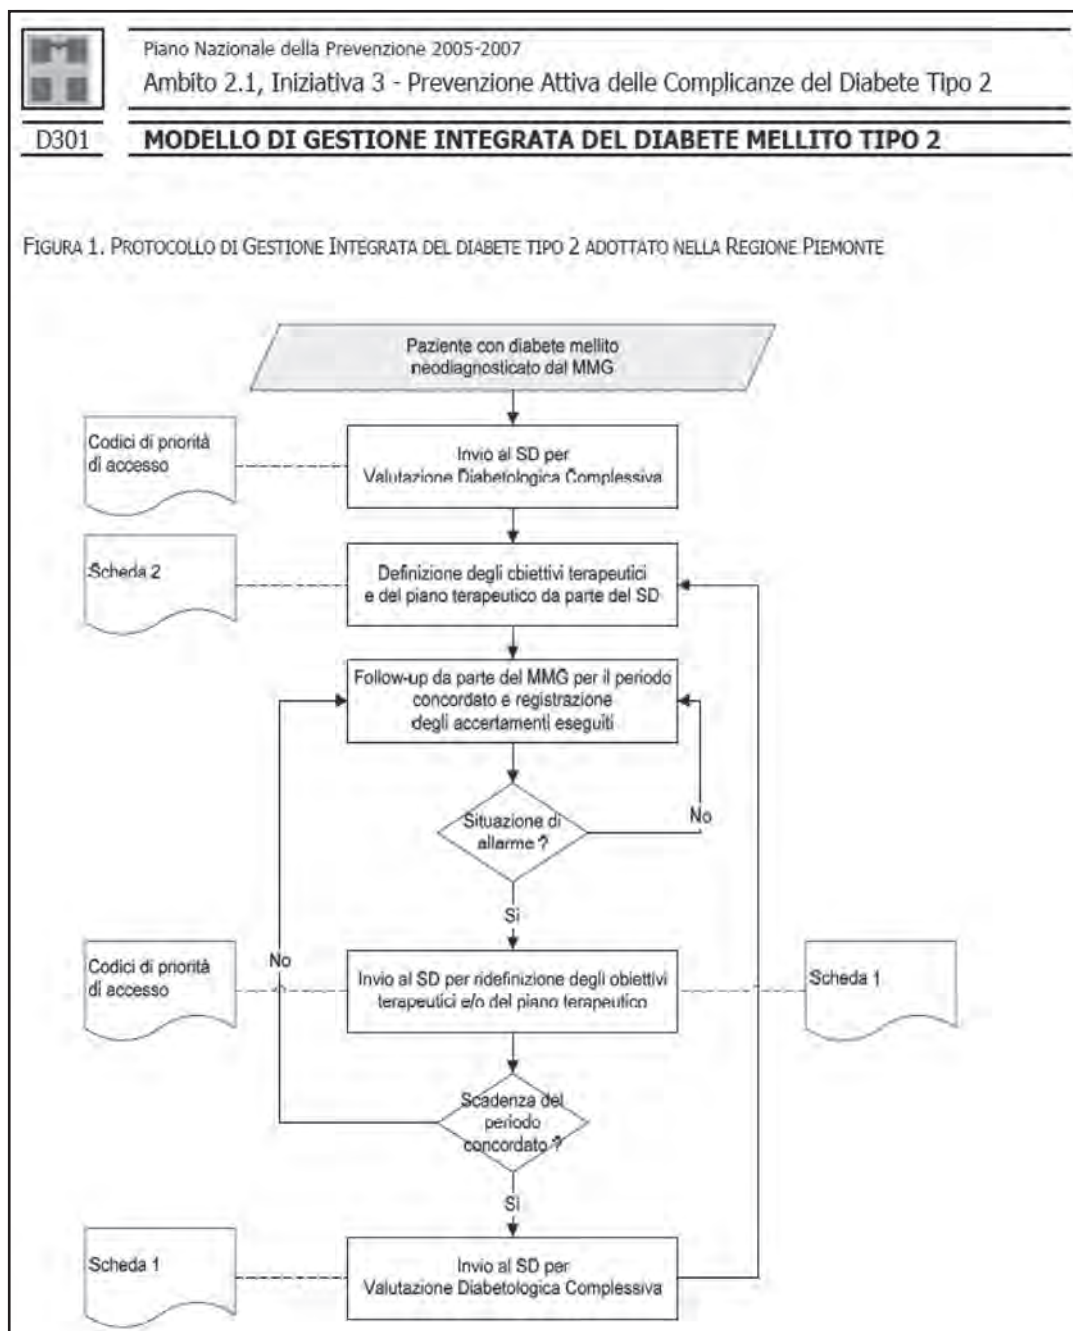 Piano Nazionale della Prevenzione 2005-2007
Ambito 2.1, Iniziativa 3 - Prevenzione Attiva delle Complicanze del Diabete Tipo 2
D301
MODELLO DI GESTIONE INTEGRATA DEL DIABETE MELLITO TIPO 2
FIGURA 1. PROTOCOLLO DI GESTIONE INTEGRATA DEL DIABETE TIPO 2 ADOTTATO NELLA REGIONE PIEMONTE
Paziente con diabete mellito
neodiagnosticato dal MMG
Codici di priorità
di accesso
Invio al SD per
Valutazione Diabetologica Complessiva
Scheda 2
Definizione degli obiettivi terapeutici
e del piano terapeutico da parte del SD
Follow-up da parte del MMG per il periodo
concordato e registrazione
degli accertamenti eseguiti
Situazione di
allarme ?
No
Si
No
Codici di priorità
di accesso
Invio al SD per ridefinizione degli obiettivi
terapeutici e/o del piano terapeutico
Scheda 1
Scadenza del
periodo
concordato ?
Si
Scheda 1
Invio al SD per
Valutazione Diabetologica Complessiva